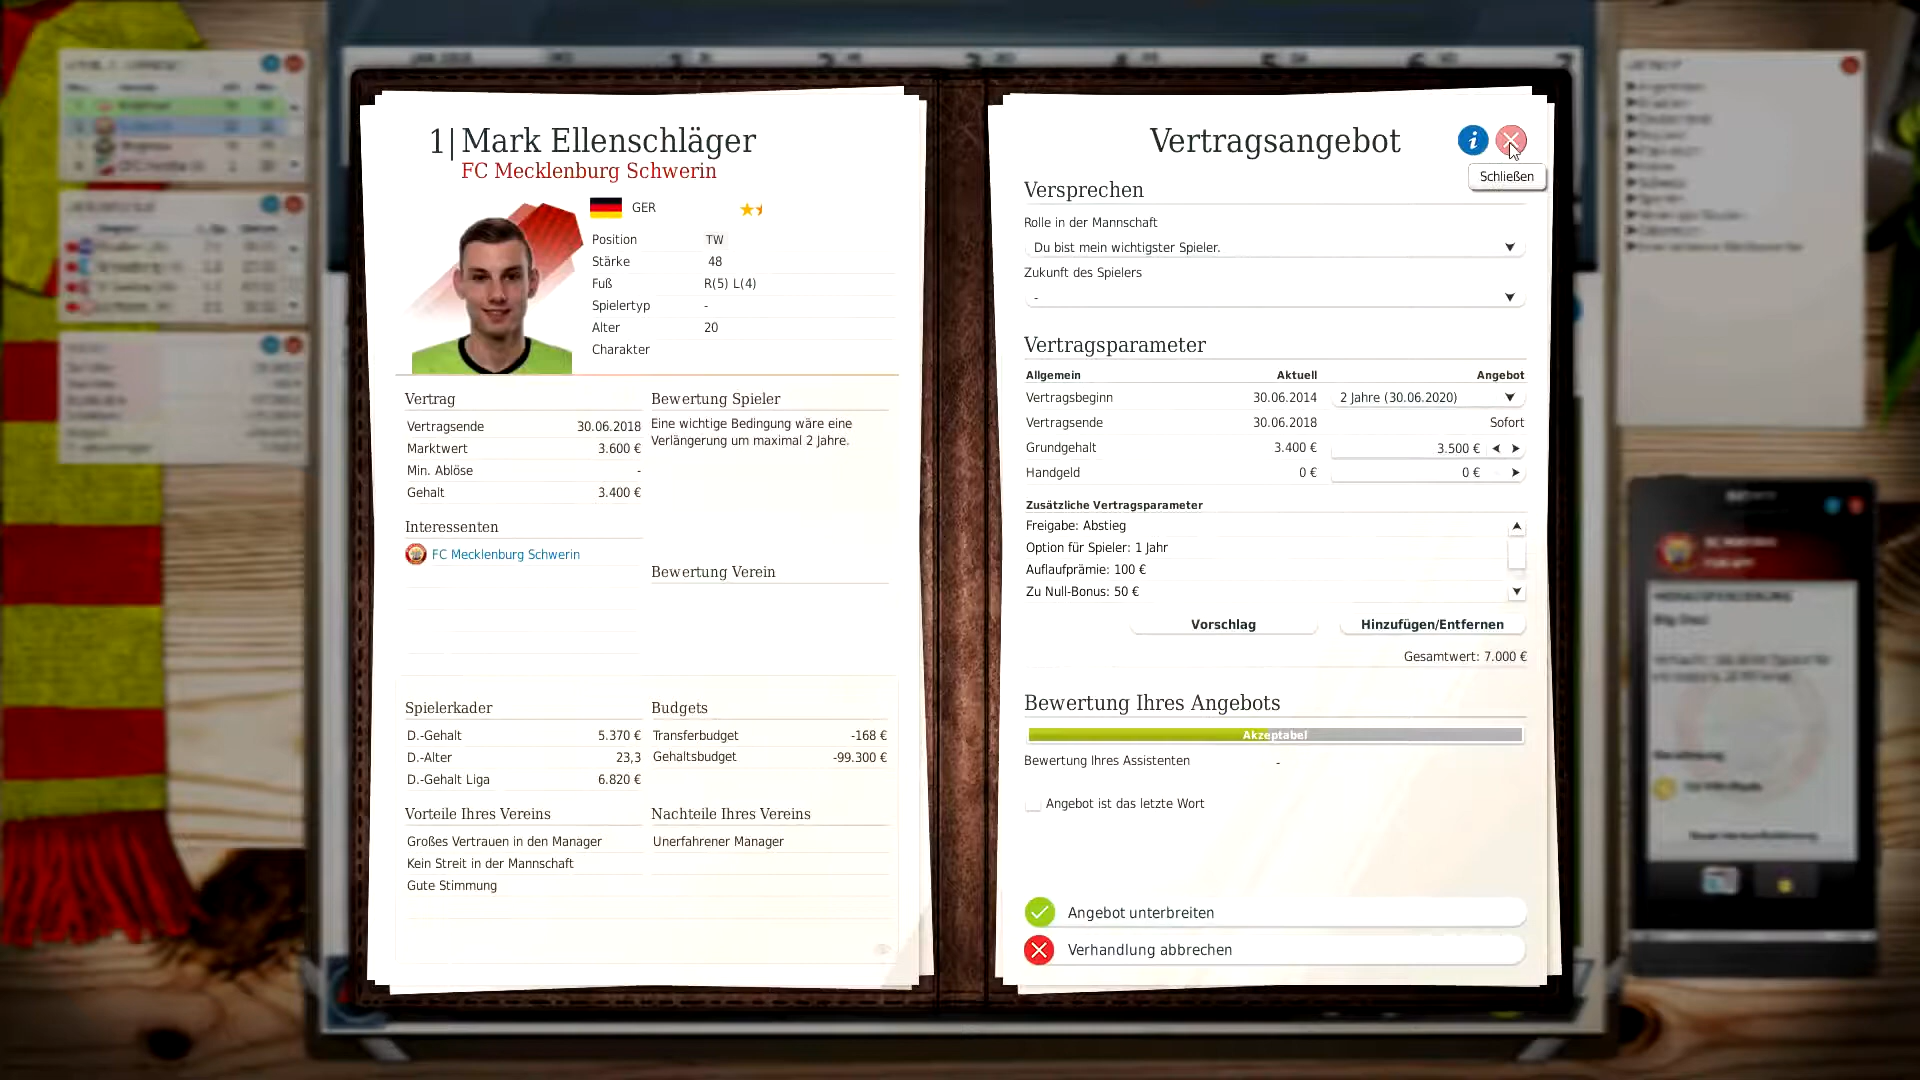 1| Mark Ellenschläger
FC Mecklenburg Schwerin
GER
Position TW
Stärke 48
Fuß R(5) L(4)
Spielertyp -
Alter 20
Charakter
Vertrag
Vertragsende 30.06.2018
Marktwert 3.600 €
Min. Ablöse -
Gehalt 3.400 €
Bewertung Spieler
Eine wichtige Bedingung wäre eine
Verlängerung um maximal 2 Jahre.
Interessenten
FC Mecklenburg Schwerin
Bewertung Verein
Spielerkader
D.-Gehalt 5.370 €
D.-Alter 23,3
D.-Gehalt Liga 6.820 €
Budgets
Transferbudget -168 €
Gehaltsbudget -99.300 €
Vorteile Ihres Vereins
Großes Vertrauen in den Manager
Kein Streit in der Mannschaft
Gute Stimmung
Nachteile Ihres Vereins
Unerfahrener Manager
Vertragsangebot
i
Schließen
Versprechen
Rolle in der Mannschaft
Du bist mein wichtigster Spieler.
Zukunft des Spielers
-
Vertragsparameter
Allgemein Aktuell Angebot
Vertragsbeginn 30.06.2014 2 Jahre (30.06.2020)
Vertragsende 30.06.2018 Sofort
Grundgehalt 3.400 € 3.500 €
Handgeld 0 € 0 €
Zusätzliche Vertragsparameter
Freigabe: Abstieg
Option für Spieler: 1 Jahr
Auflaufprämie: 100 €
Zu Null-Bonus: 50 €
Vorschlag Hinzufügen/Entfernen
Gesamtwert: 7.000 €
Bewertung Ihres Angebots
Akzeptabel
Bewertung Ihres Assistenten -
Angebot ist das letzte Wort
Angebot unterbreiten
Verhandlung abbrechen